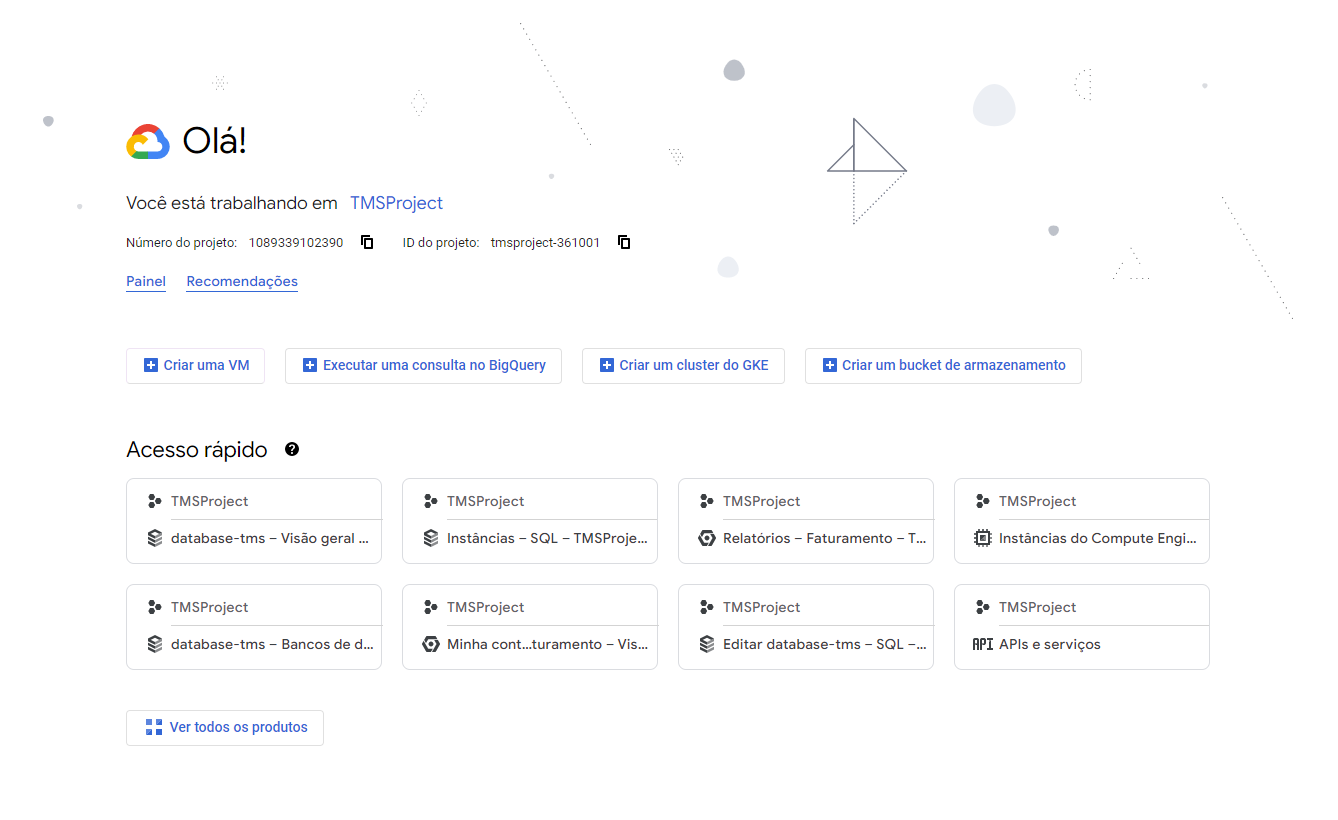 Olá!
Você está trabalhando em TMSProject
Número do projeto: 1089339102390 ID do projeto: tmsproject-361001
Painel Recomendações
Criar uma VM Executar uma consulta no BigQuery Criar um cluster do GKE Criar um bucket de armazenamento
Acesso rápido ?
TMSProject TMSProject TMSProject TMSProject
database-tms – Visão geral ... Instâncias – SQL – TMSProje... Relatórios – Faturamento – T... Instâncias do Compute Engi...
TMSProject TMSProject TMSProject TMSProject
database-tms – Bancos de d... Minha cont...turamento – Vis... Editar database-tms – SQL –... API APIs e serviços
Ver todos os produtos